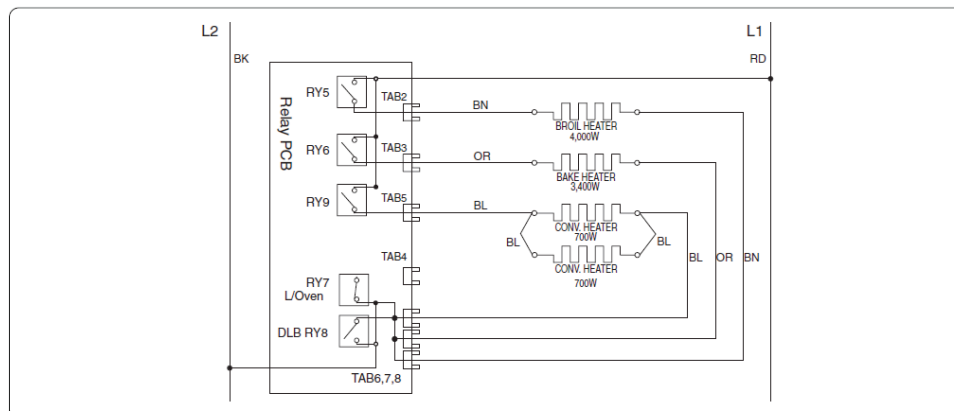 L2
L1
BK
RD
Relay PCB
RY5
TAB2
BN
BROIL HEATER
4,000W
RY6
TAB3
OR
BAKE HEATER
3,400W
RY9
TAB5
BL
CONV. HEATER
700W
BL
BL
BL
OR
BN
CONV. HEATER
700W
TAB4
RY7
L/Oven
DLB RY8
TAB6,7,8